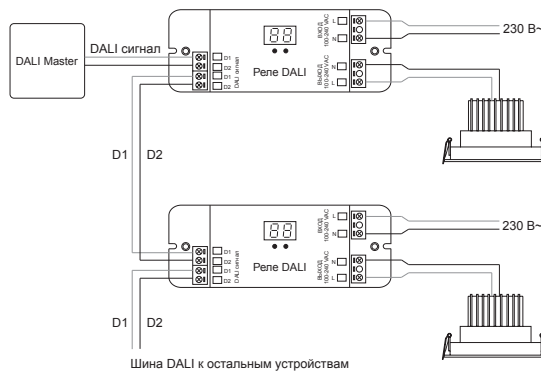 DALI Master
DALI сигнал
D1
D2
D1
D2
DALI сигнал
Реле DALI
L
N
ВХОД
100-240 VAC
N
L
ВЫХОД
100-240 VAC
230 В~
D1
D2
D1
D2
D1
D2
DALI сигнал
Реле DALI
L
N
ВХОД
100-240 VAC
N
L
ВЫХОД
100-240 VAC
230 В~
D1
D2
Шина DALI к остальным устройствам